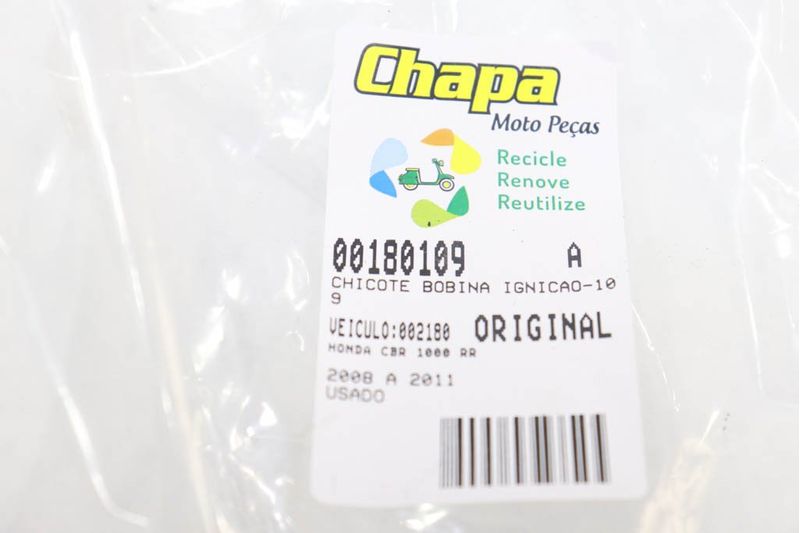 Chapa
Moto Peças
Recicle
Renove
Reutilize
00180109 A
CHICOTE BOBINA IGNICAO-10
9
VEICULO:002180 ORIGINAL
HONDA CBR 1000 RR
2008 A 2011
USADO